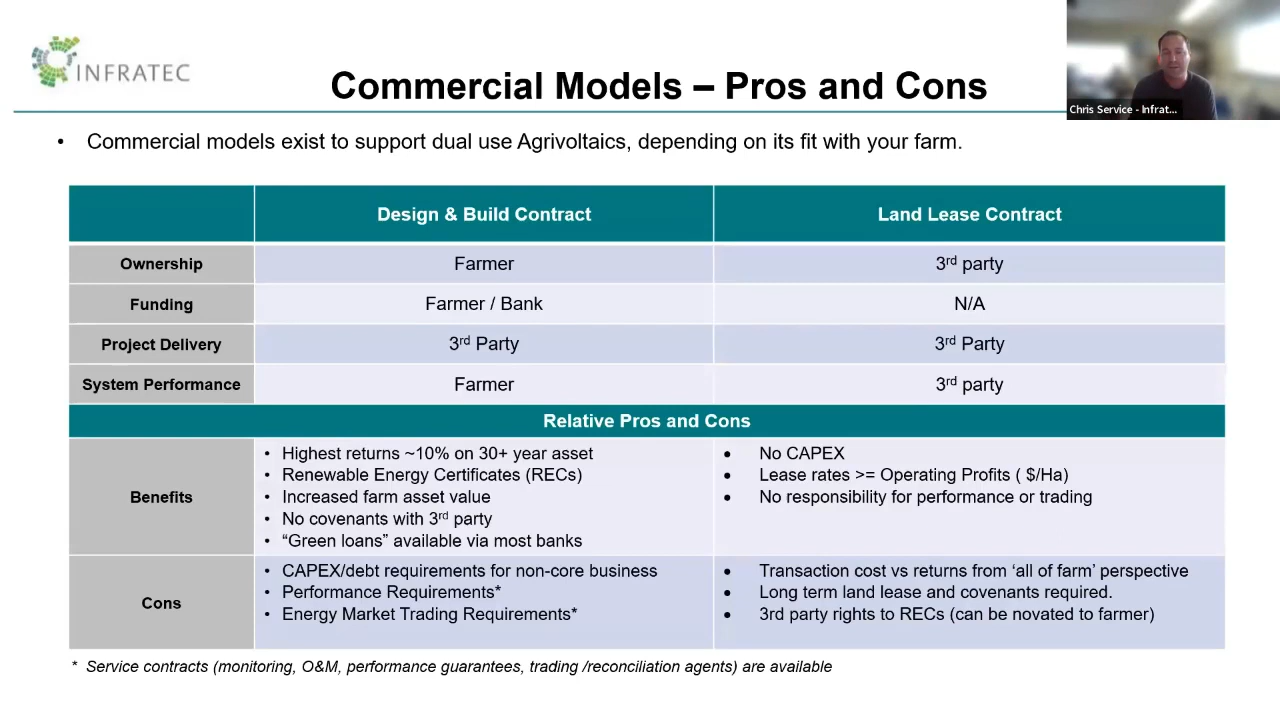 INFRATEC
Commercial Models – Pros and Cons
Chris Service - Infrat...
• Commercial models exist to support dual use Agrivoltaics, depending on its fit with your farm.
Design & Build Contract
Land Lease Contract
Ownership
Farmer
3rd party
Funding
Farmer / Bank
N/A
Project Delivery
3rd Party
3rd Party
System Performance
Farmer
3rd party
Relative Pros and Cons
Benefits
• Highest returns ~10% on 30+ year asset
• Renewable Energy Certificates (RECs)
• Increased farm asset value
• No covenants with 3rd party
• “Green loans” available via most banks
• No CAPEX
• Lease rates >= Operating Profits ( $/Ha)
• No responsibility for performance or trading
Cons
• CAPEX/debt requirements for non-core business
• Performance Requirements*
• Energy Market Trading Requirements*
• Transaction cost vs returns from ‘all of farm’ perspective
• Long term land lease and covenants required.
• 3rd party rights to RECs (can be novated to farmer)
* Service contracts (monitoring, O&M, performance guarantees, trading /reconciliation agents) are available